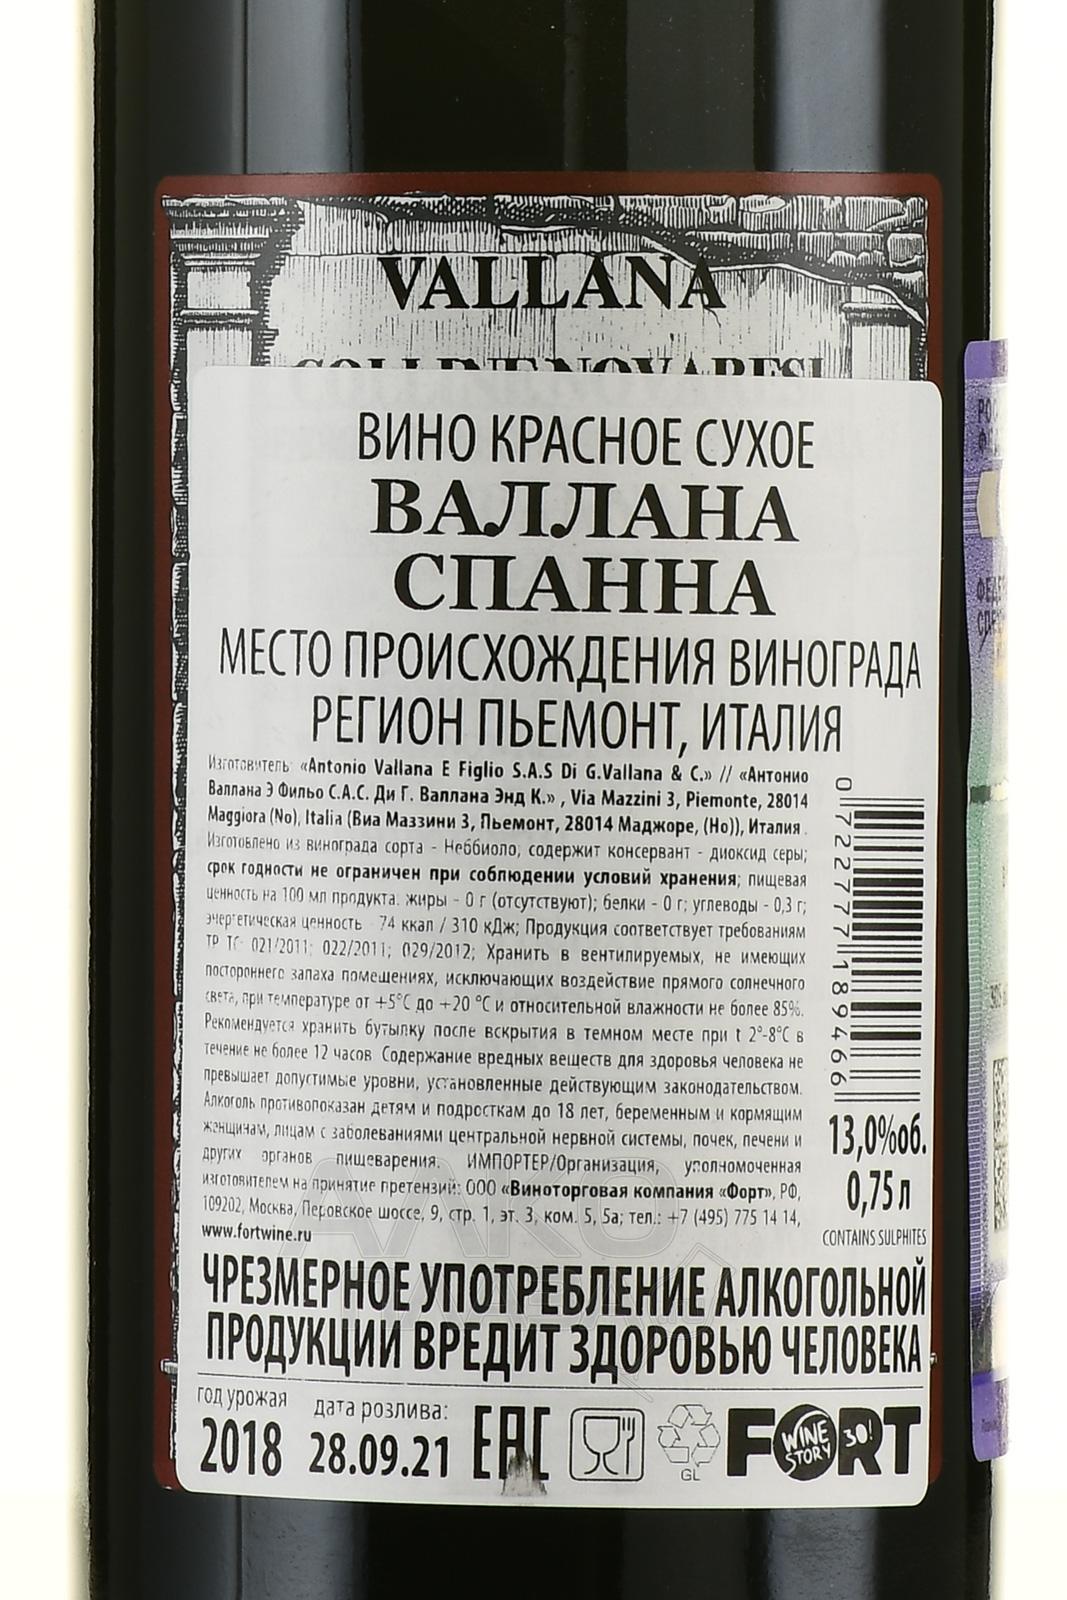 VALLANA
COLLINE NOVARESI
ВИНО КРАСНОЕ СУХОЕ
ВАЛЛАНА
СПАННА
МЕСТО ПРОИСХОЖДЕНИЯ ВИНОГРАДА
РЕГИОН ПЬЕМОНТ, ИТАЛИЯ
Изготовитель: «Antonio Vallana E Figlio S.A.S Di G.Vallana & C.» // «Антонио
Валлана Э Фильо С.А.С. Ди Г. Валлана Энд К.» , Via Mazzini 3, Piemonte, 28014
Maggiora (No), Italia (Виа Маззини 3, Пьемонт, 28014 Маджоре, (Но)), Италия .
Изготовлено из винограда сорта - Неббиоло; содержит консервант - диоксид серы;
срок годности не ограничен при соблюдении условий хранения; пищевая
ценность на 100 мл продукта: жиры - 0 г (отсутствуют); белки - 0 г; углеводы - 0,3 г;
энергетическая ценность - 74 ккал / 310 кДж; Продукция соответствует требованиям
ТР ТС: 021/2011; 022/2011; 029/2012; Хранить в вентилируемых, не имеющих
постороннего запаха помещениях, исключающих воздействие прямого солнечного
света, при температуре от +5°C до +20 °C и относительной влажности не более 85%.
Рекомендуется хранить бутылку после вскрытия в темном месте при t 2°-8°C в
течение не более 12 часов. Содержание вредных веществ для здоровья человека не
превышает допустимые уровни, установленные действующим законодательством.
Алкоголь противопоказан детям и подросткам до 18 лет, беременным и кормящим
женщинам, лицам с заболеваниями центральной нервной системы, почек, печени и
других органов пищеварения. ИМПОРТЕР/Организация, уполномоченная
изготовителем на принятие претензий: ООО «Виноторговая компания «Форт», РФ,
109202, Москва, Перовское шоссе, 9, стр. 1, эт. 3, ком. 5, 5а; тел.: +7 (495) 775 14 14,
www.fortwine.ru
0 722777 189466
13,0%об.
0,75 л
CONTAINS SULPHITES
ЧРЕЗМЕРНОЕ УПОТРЕБЛЕНИЕ АЛКОГОЛЬНОЙ
ПРОДУКЦИИ ВРЕДИТ ЗДОРОВЬЮ ЧЕЛОВЕКА
год урожая
2018
дата розлива:
28.09.21
EAC
GL
FORT
WINE
STORY
30!